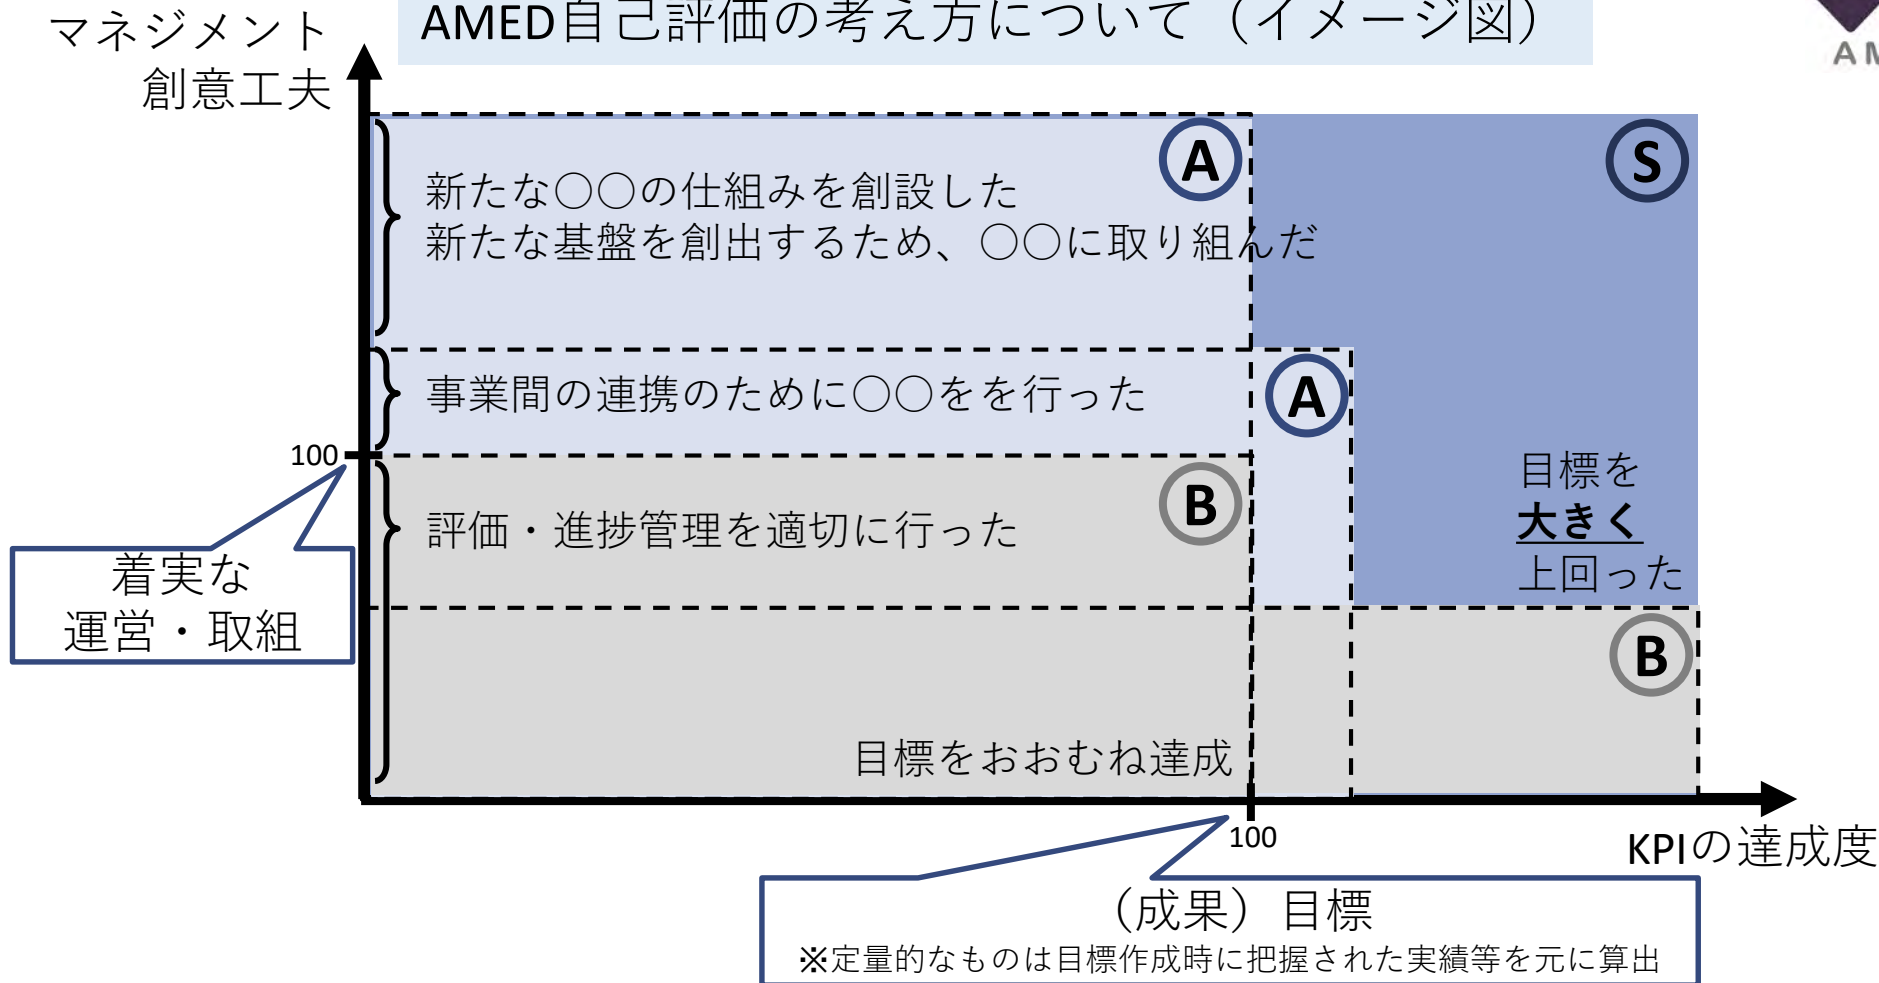 AMED自己評価の考え方について（イメージ図）
マネジメント
創意工夫
A
S
新たな○○の仕組みを創設した
新たな基盤を創出するため、○○に取り組んだ
事業間の連携のために○○をを行った
A
100
B
評価・進捗管理を適切に行った
目標を
大きく
上回った
着実な
運営・取組
B
目標をおおむね達成
100
KPIの達成度
（成果）目標
※定量的なものは目標作成時に把握された実績等を元に算出